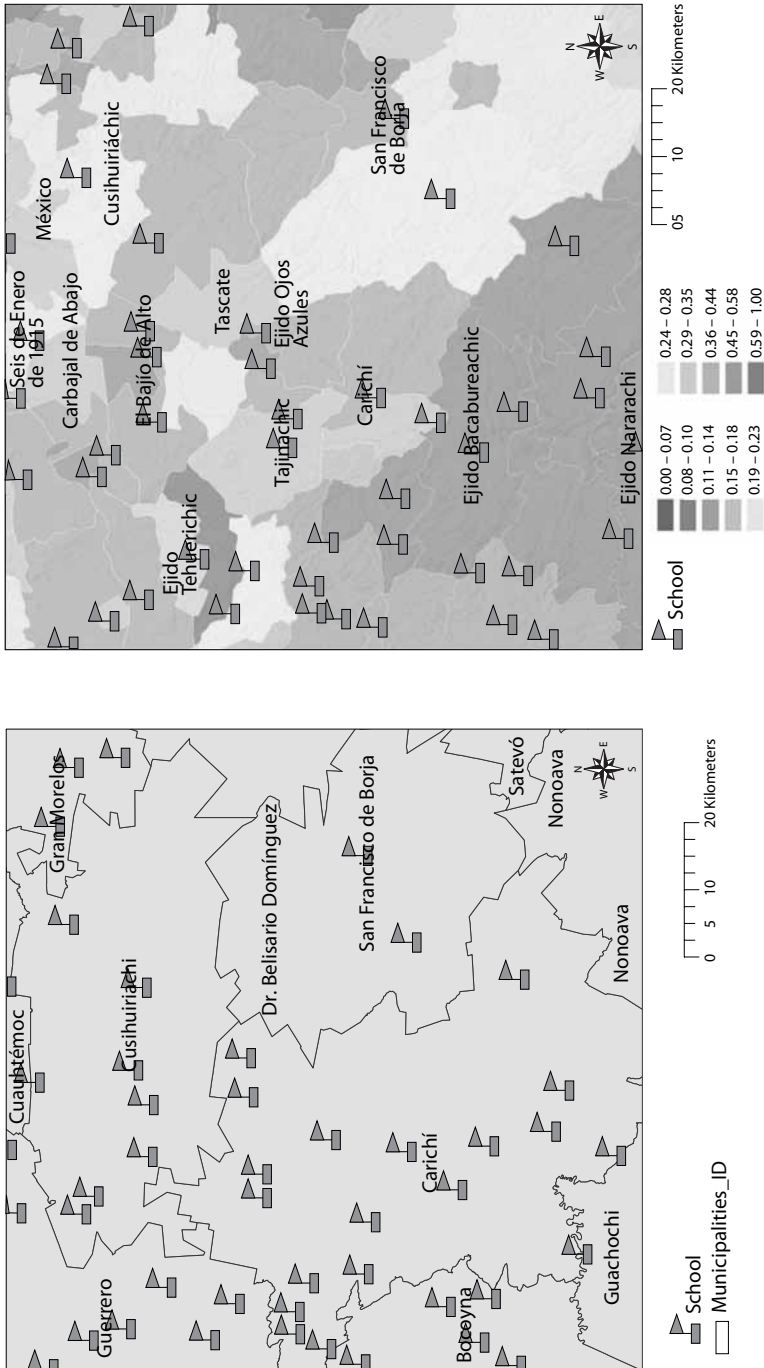 Seis de Enero
de 1915
México
Carbajal de Abajo
Cusihuiriáchic
El Bajío de Alto
Ejido
Tehuerichic
Tascate
Ejido Ojos
Azules
Tajirachic
Carichí
San Francisco
de Borja
Ejido Bacabureachic
Ejido Nararachi
N
W
E
S
School
0.00 – 0.07
0.08 – 0.10
0.11 – 0.14
0.15 – 0.18
0.19 – 0.23
0.24 – 0.28
0.29 – 0.35
0.36 – 0.44
0.45 – 0.58
0.59 – 1.00
05 10 20 Kilometers
Cuauhtémoc
Gran Morelos
Guerrero
Cusihuiriachi
Dr. Belisario Domínguez
San Francisco de Borja
Carichí
Bocoyna
Satevó
Nonoava
Nonoava
Guachochi
N
W
E
S
School
Municipalities_ID
0 5 10 20 Kilometers